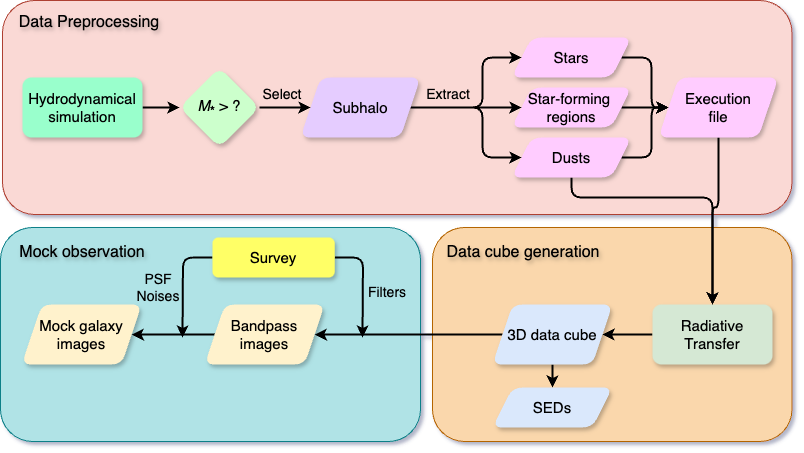 Data Preprocessing
Hydrodynamical
simulation
M* > ?
Select
Subhalo
Extract
Stars
Star-forming
regions
Dusts
Execution
file
Mock observation
Survey
PSF
Noises
Filters
Mock galaxy
images
Bandpass
images
Data cube generation
3D data cube
Radiative
Transfer
SEDs